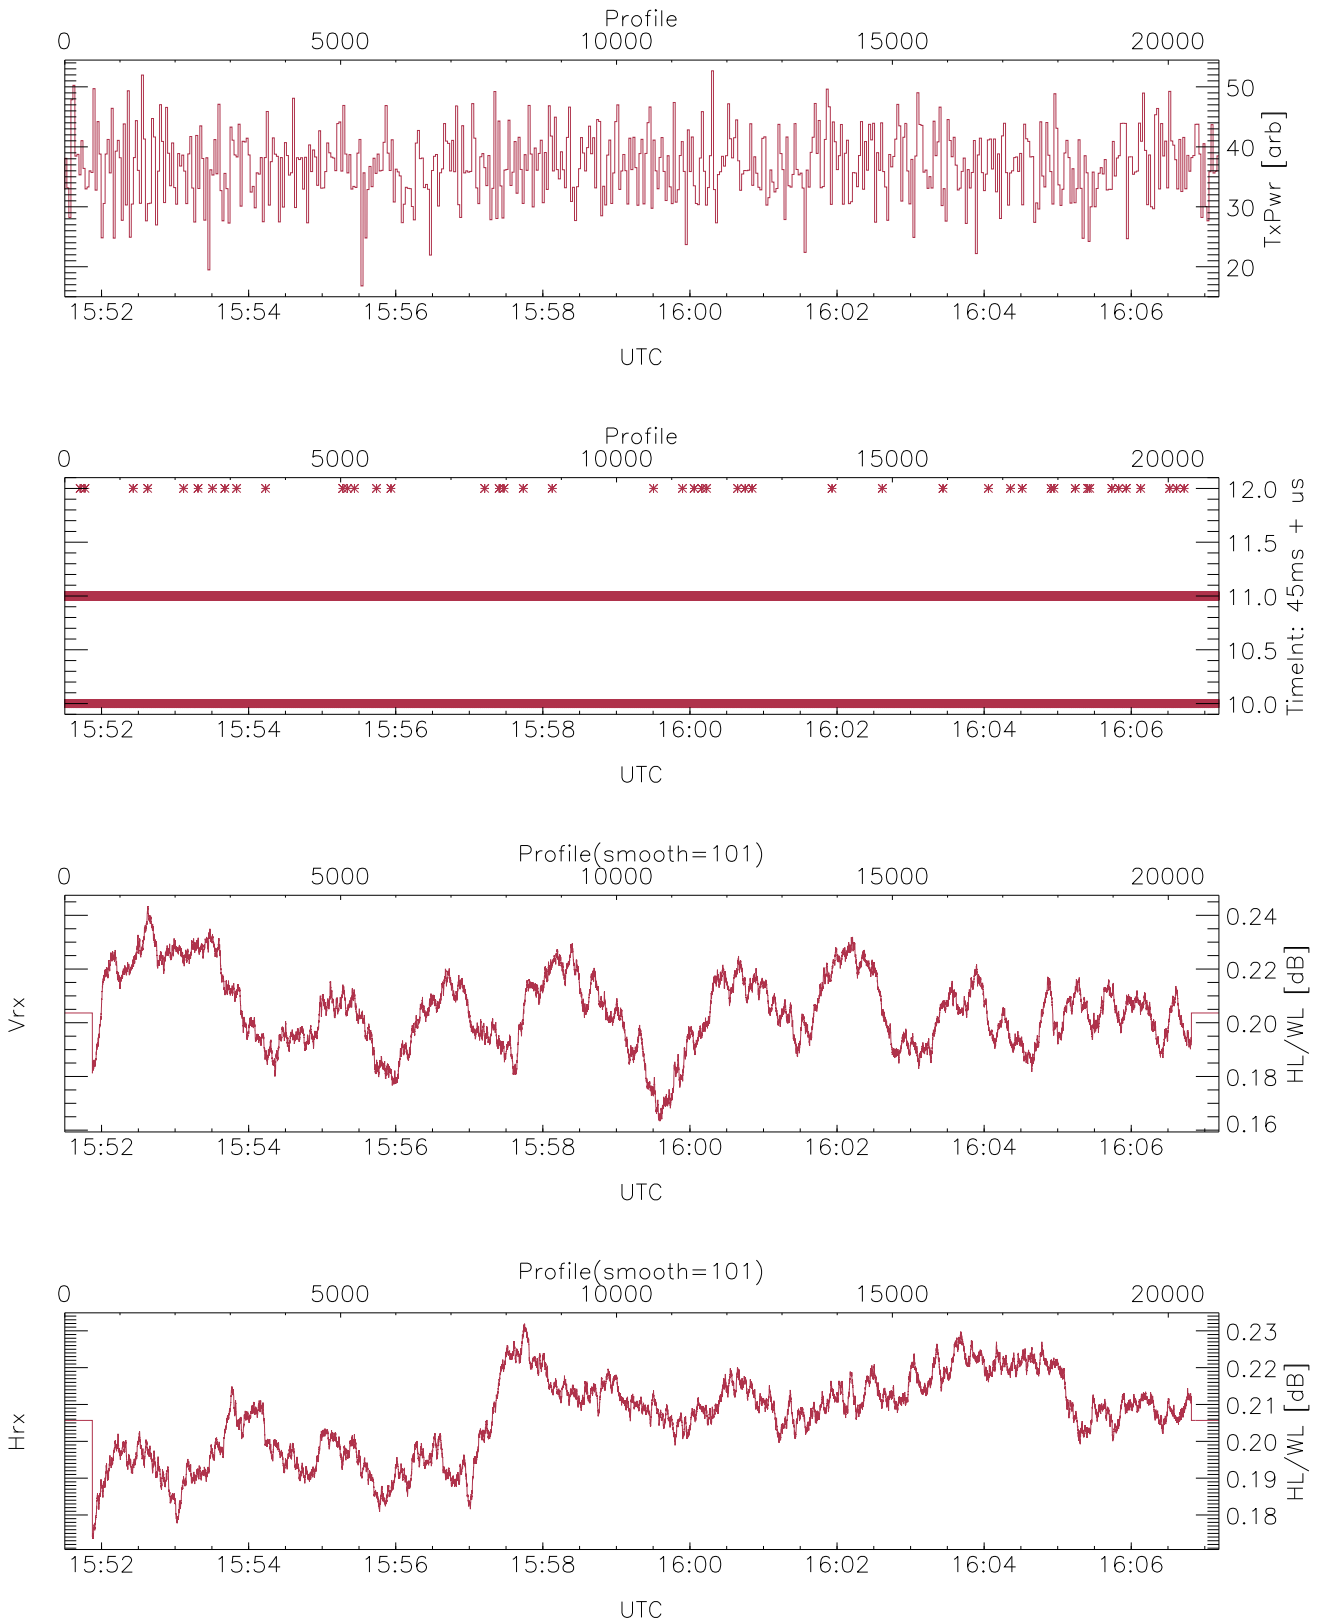 Profile
0 5000 10000 15000 20000
50
40
30
20
TxPwr [arb]
15:52 15:54 15:56 15:58 16:00 16:02 16:04 16:06
UTC
Profile
0 5000 10000 15000 20000
12.0
11.5
11.0
10.5
10.0
TimeInt: 45ms + us
15:52 15:54 15:56 15:58 16:00 16:02 16:04 16:06
UTC
Profile(smooth=101)
0 5000 10000 15000 20000
Vrx
0.24
0.22
0.20
0.18
0.16
HL/WL [dB]
15:52 15:54 15:56 15:58 16:00 16:02 16:04 16:06
UTC
Profile(smooth=101)
0 5000 10000 15000 20000
Hrx
0.23
0.22
0.21
0.20
0.19
0.18
HL/WL [dB]
15:52 15:54 15:56 15:58 16:00 16:02 16:04 16:06
UTC